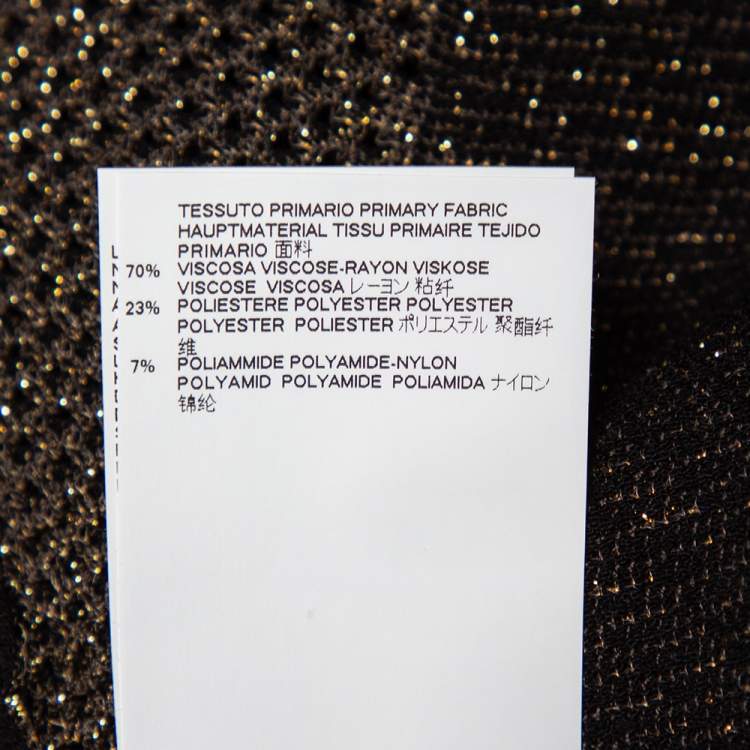 TESSUTO PRIMARIO PRIMARY FABRIC
HAUPTMATERIAL TISSU PRIMAIRE TEJIDO
PRIMARIO 面料
70% VISCOSA VISCOSE-RAYON VISKOSE
VISCOSE VISCOSA レーヨン 粘纤
23% POLIESTERE POLYESTER POLYESTER
POLYESTER POLIESTER ポリエステル 聚酯纤
维
7% POLIAMMIDE POLYAMIDE-NYLON
POLYAMID POLYAMIDE POLIAMIDA ナイロン
锦纶